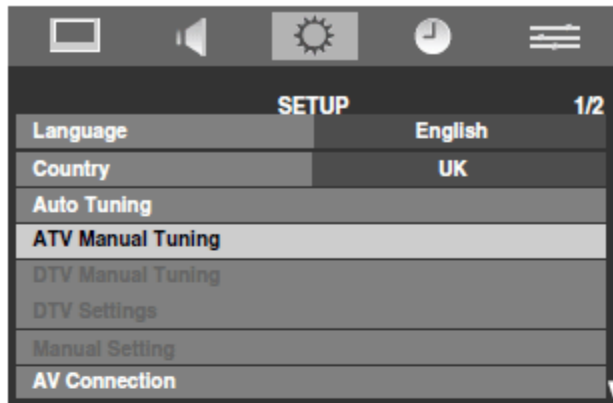 SETUP 1/2
Language English
Country UK
Auto Tuning
ATV Manual Tuning
DTV Manual Tuning
DTV Settings
Manual Setting
AV Connection